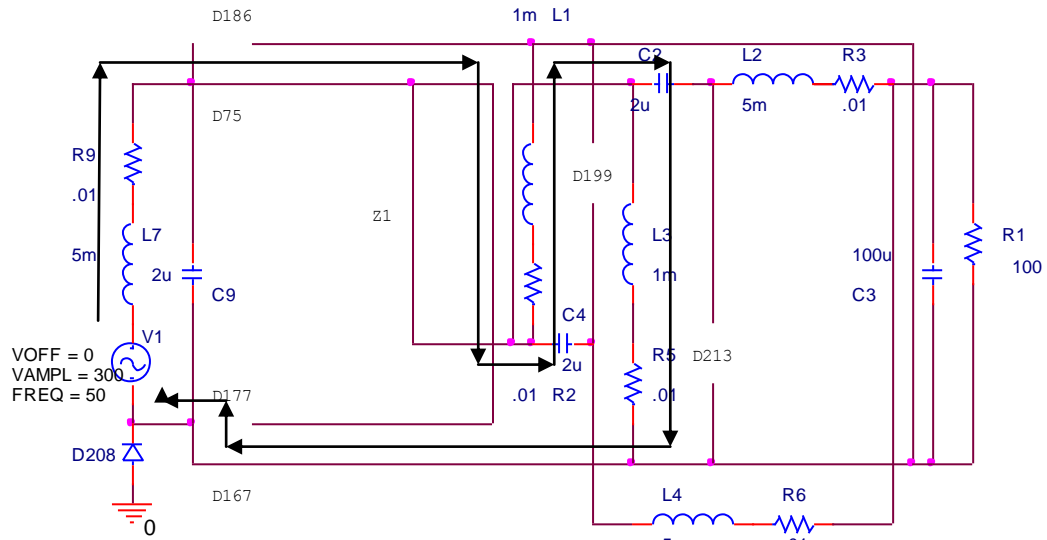 D186
1m L1
C2
L2
R3
2u
5m
.01
D75
R9
.01
D199
Z1
L7
5m
2u
C9
L3
1m
R1
100u
100
C3
V1
C4
2u
VOFF = 0
VAMPL = 300
FREQ = 50
R5
D213
D177
.01 R2
.01
D208
D167
L4
R6
0